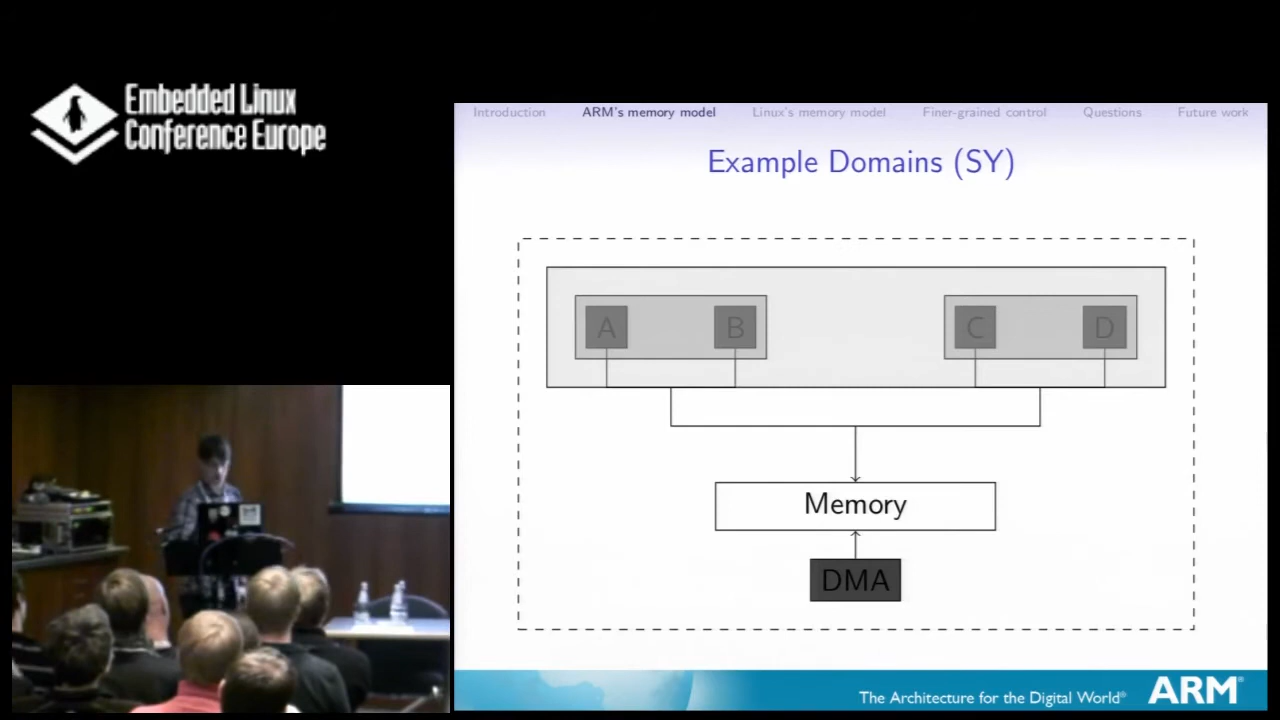 Embedded Linux
Conference Europe
Introduction ARM's memory model Linux's memory model Finer-grained control Questions Future work
Example Domains (SY)
A B C D
Memory
DMA
The Architecture for the Digital World® ARM®